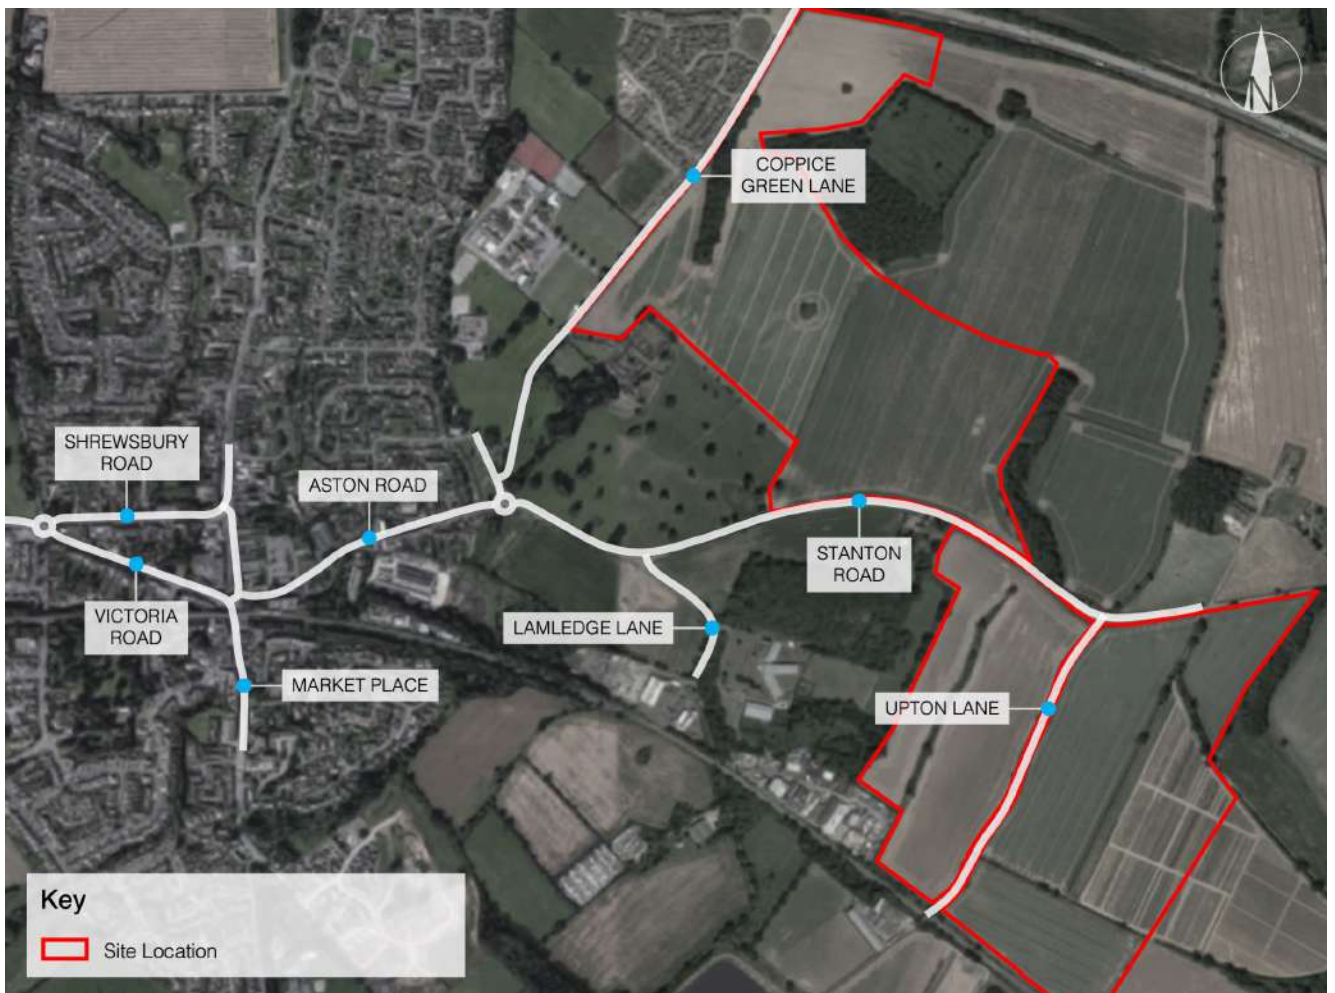 N
COPPICE
GREEN LANE
SHREWSBURY
ROAD
ASTON ROAD
STANTON
ROAD
VICTORIA
ROAD
LAMLEDGE LANE
MARKET PLACE
UPTON LANE
Key
Site Location